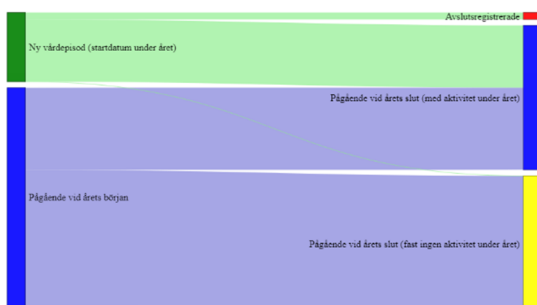 Avslutsregistrerade
Ny vårdepisod (startdatum under året)
Pågående vid årets slut (med aktivitet under året)
Pågående vid årets början
Pågående vid årets slut (fast ingen aktivitet under året)